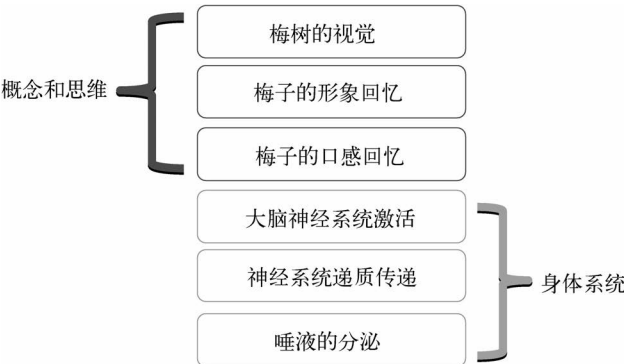 梅树的视觉
梅子的形象回忆
概念和思维
梅子的口感回忆
大脑神经系统激活
神经系统递质传递
身体系统
唾液的分泌